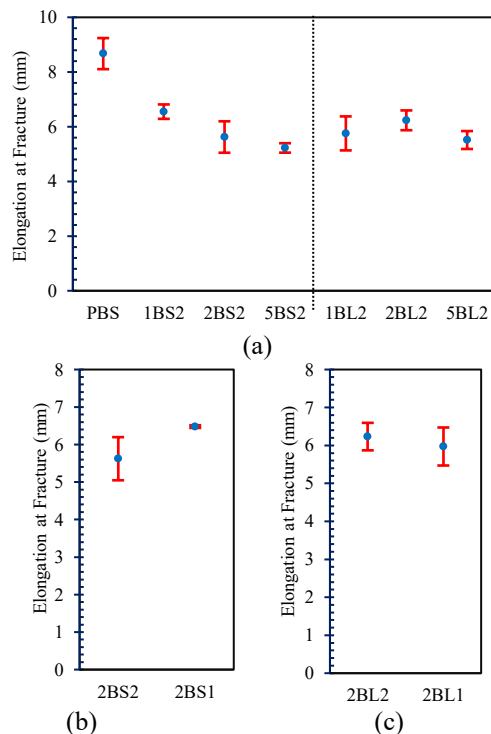 Elongation at Fracture (mm)
10
8
6
4
2
0
PBS 1BS2 2BS2 5BS2 1BL2 2BL2 5BL2
(a)
Elongation at Fracture (mm)
8
7
6
5
4
3
2
1
0
2BS2 2BS1
(b)
Elongation at Fracture (mm)
8
7
6
5
4
3
2
1
0
2BL2 2BL1
(c)